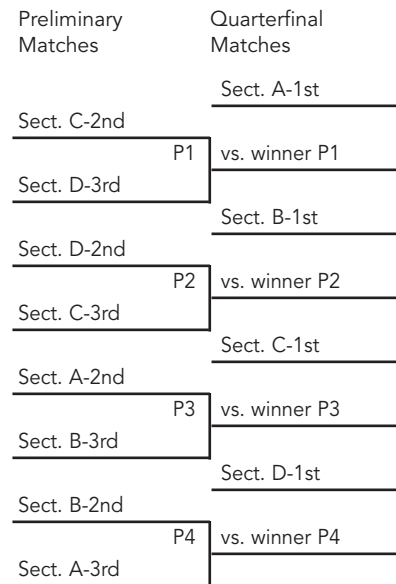 Preliminary
Matches
Quarterfinal
Matches
Sect. A-1st
Sect. C-2nd
P1
vs. winner P1
Sect. D-3rd
Sect. B-1st
Sect. D-2nd
P2
vs. winner P2
Sect. C-3rd
Sect. C-1st
Sect. A-2nd
P3
vs. winner P3
Sect. B-3rd
Sect. D-1st
Sect. B-2nd
P4
vs. winner P4
Sect. A-3rd